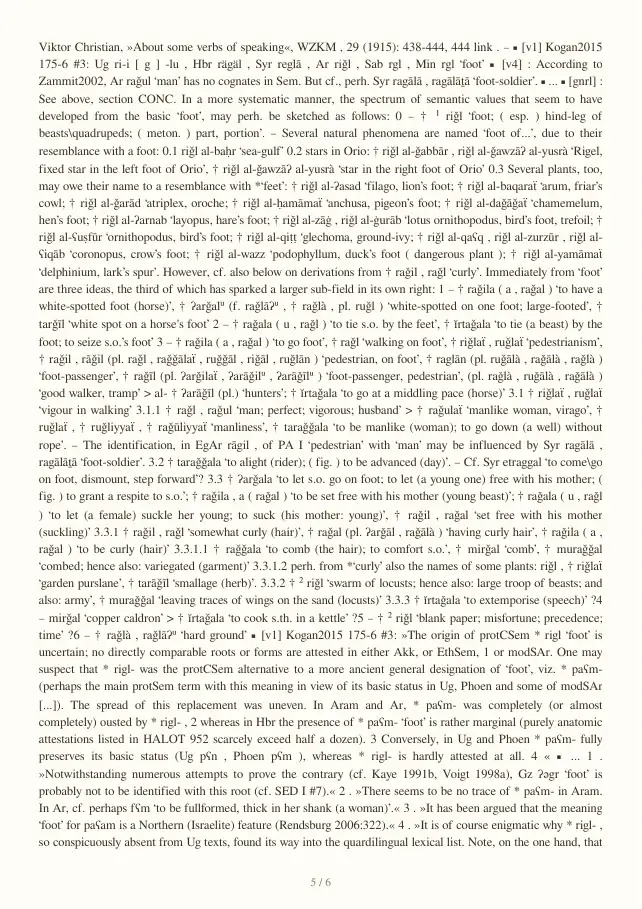 Viktor Christian, »About some verbs of speaking«, WZKM , 29 (1915): 438-444, 444 link . – ▪ [v1] Kogan2015
175-6 #3: Ug ri-i [ g ] -lu , Hbr rägäl , Syr reglā , Ar riǧl , Sab rgl , Min rgl ‘foot’ ▪ [v4] : According to
Zammit2002, Ar raǧul ‘man’ has no cognates in Sem. But cf., perh. Syr ragālā , ragālāṯā ‘foot-soldier’. ▪ ... ▪ [gnrl] :
See above, section CONC. In a more systematic manner, the spectrum of semantic values that seem to have
developed from the basic ‘foot’, may perh. be sketched as follows: 0 – † ¹ riǧl ‘foot; ( esp. ) hind-leg of
beasts\quadrupeds; ( meton. ) part, portion’. – Several natural phenomena are named ‘foot of...’, due to their
resemblance with a foot: 0.1 riǧl al-baḥr ‘sea-gulf’ 0.2 stars in Orio: † riǧl al-ǧabbār , riǧl al-ǧawzāʔ al-yusrà ‘Rigel,
fixed star in the left foot of Orio’, † riǧl al-ǧawzāʔ al-yusrà ‘star in the right foot of Orio’ 0.3 Several plants, too,
may owe their name to a resemblance with *‘feet’: † riǧl al-ʔasad ‘filago, lion's foot; † riǧl al-baqaraẗ ‘arum, friar’s
cowl; † riǧl al-ǧarād ‘atriplex, oroche; † riǧl al-ḥamāmaẗ ‘anchusa, pigeon’s foot; † riǧl al-daǧāǧaẗ ‘chamemelum,
hen’s foot; † riǧl al-ʔarnab ‘layopus, hare’s foot; † riǧl al-zāġ , riǧl al-ġurāb ‘lotus ornithopodus, bird’s foot, trefoil; †
riǧl al-ʕuṣfūr ‘ornithopodus, bird’s foot; † riǧl al-qiṭṭ ‘glechoma, ground-ivy; † riǧl al-qaʕq , riǧl al-zurzūr , riǧl al-
ʕiqāb ‘coronopus, crow’s foot; † riǧl al-wazz ‘podophyllum, duck’s foot ( dangerous plant ); † riǧl al-yamāmaẗ
‘delphinium, lark’s spur’. However, cf. also below on derivations from † raǧil , raǧl ‘curly’. Immediately from ‘foot’
are three ideas, the third of which has sparked a larger sub-field in its own right: 1 – † raǧila ( a , raǧal ) ‘to have a
white-spotted foot (horse)’, † ʔarǧalᵘ (f. raǧlāʔᵘ , † raǧlà , pl. ruǧl ) ‘white-spotted on one foot; large-footed’, †
tarǧīl ‘white spot on a horse’s foot’ 2 – † raǧala ( u , raǧl ) ‘to tie s.o. by the feet’, † ĭrtaǧala ‘to tie (a beast) by the
foot; to seize s.o.’s foot’ 3 – † raǧila ( a , raǧal ) ‘to go foot’, † raǧl ‘walking on foot’, † riǧlaẗ , ruǧlaẗ ‘pedestrianism’,
† raǧil , rāǧil (pl. raǧl , raǧǧālaẗ , ruǧǧāl , riǧāl , ruǧlān ) ‘pedestrian, on foot’, † raglān (pl. ruǧālà , raǧālà , raǧlà )
‘foot-passenger’, † raǧīl (pl. ʔarǧilaẗ , ʔarāǧilᵘ , ʔarāǧīlᵘ ) ‘foot-passenger, pedestrian’, (pl. raǧlà , ruǧālà , raǧālà )
‘good walker, tramp’ > al- † ʔarāǧīl (pl.) ‘hunters’; † ĭrtaǧala ‘to go at a middling pace (horse)’ 3.1 † riǧlaẗ , ruǧlaẗ
‘vigour in walking’ 3.1.1 † raǧl , raǧul ‘man; perfect; vigorous; husband’ > † raǧulaẗ ‘manlike woman, virago’, †
ruǧlaẗ , † ruǧliyyaẗ , † raǧūliyyaẗ ‘manliness’, † taraǧǧala ‘to be manlike (woman); to go down (a well) without
rope’. – The identification, in EgAr rāgil , of PA I ‘pedestrian’ with ‘man’ may be influenced by Syr ragālā ,
ragālāṯā ‘foot-soldier’. 3.2 † taraǧǧala ‘to alight (rider); ( fig. ) to be advanced (day)’. – Cf. Syr etraggal ‘to come\go
on foot, dismount, step forward’? 3.3 † ʔarǧala ‘to let s.o. go on foot; to let (a young one) free with his mother; (
fig. ) to grant a respite to s.o.’; † raǧila , a ( raǧal ) ‘to be set free with his mother (young beast)’; † raǧala ( u , raǧl
) ‘to let (a female) suckle her young; to suck (his mother: young)’, † raǧil , raǧal ‘set free with his mother
(suckling)’ 3.3.1 † raǧil , raǧl ‘somewhat curly (hair)’, † raǧal (pl. ʔarǧāl , raǧālà ) ‘having curly hair’, † raǧila ( a ,
raǧal ) ‘to be curly (hair)’ 3.3.1.1 † raǧǧala ‘to comb (the hair); to comfort s.o.’, † mirǧal ‘comb’, † muraǧǧal
‘combed; hence also: variegated (garment)’ 3.3.1.2 perh. from *‘curly’ also the names of some plants: riǧl , † riǧlaẗ
‘garden purslane’, † tarāǧīl ‘smallage (herb)’. 3.3.2 † ² riǧl ‘swarm of locusts; hence also: large troop of beasts; and
also: army’, † muraǧǧal ‘leaving traces of wings on the sand (locusts)’ 3.3.3 † ĭrtaǧala ‘to extemporise (speech)’ ?4
– mirǧal ‘copper caldron’ > † ĭrtaǧala ‘to cook s.th. in a kettle’ ?5 – † ² riǧl ‘blank paper; misfortune; precedence;
time’ ?6 – † raǧlà , raǧlāʔᵘ ‘hard ground’ ▪ [v1] Kogan2015 175-6 #3: »The origin of protCSem * rigl ‘foot’ is
uncertain; no directly comparable roots or forms are attested in either Akk, or EthSem, 1 or modSAr. One may
suspect that * rigl- was the protCSem alternative to a more ancient general designation of ‘foot’, viz. * paʕm-
(perhaps the main protSem term with this meaning in view of its basic status in Ug, Phoen and some of modSAr
[...]). The spread of this replacement was uneven. In Aram and Ar, * paʕm- was completely (or almost
completely) ousted by * rigl- , 2 whereas in Hbr the presence of * paʕm- ‘foot’ is rather marginal (purely anatomic
attestations listed in HALOT 952 scarcely exceed half a dozen). 3 Conversely, in Ug and Phoen * paʕm- fully
preserves its basic status (Ug pʕn , Phoen pʕm ), whereas * rigl- is hardly attested at all. 4 « ▪ ... 1 .
»Notwithstanding numerous attempts to prove the contrary (cf. Kaye 1991b, Voigt 1998a), Gz ʔəgr ‘foot’ is
probably not to be identified with this root (cf. SED I #7).« 2 . »There seems to be no trace of * paʕm- in Aram.
In Ar, cf. perhaps fʕm ‘to be fullformed, thick in her shank (a woman)’.« 3 . »It has been argued that the meaning
‘foot’ for paʕam is a Northern (Israelite) feature (Rendsburg 2006:322).« 4 . »It is of course enigmatic why * rigl- ,
so conspicuously absent from Ug texts, found its way into the quardilingual lexical list. Note, on the one hand, that
5 / 6